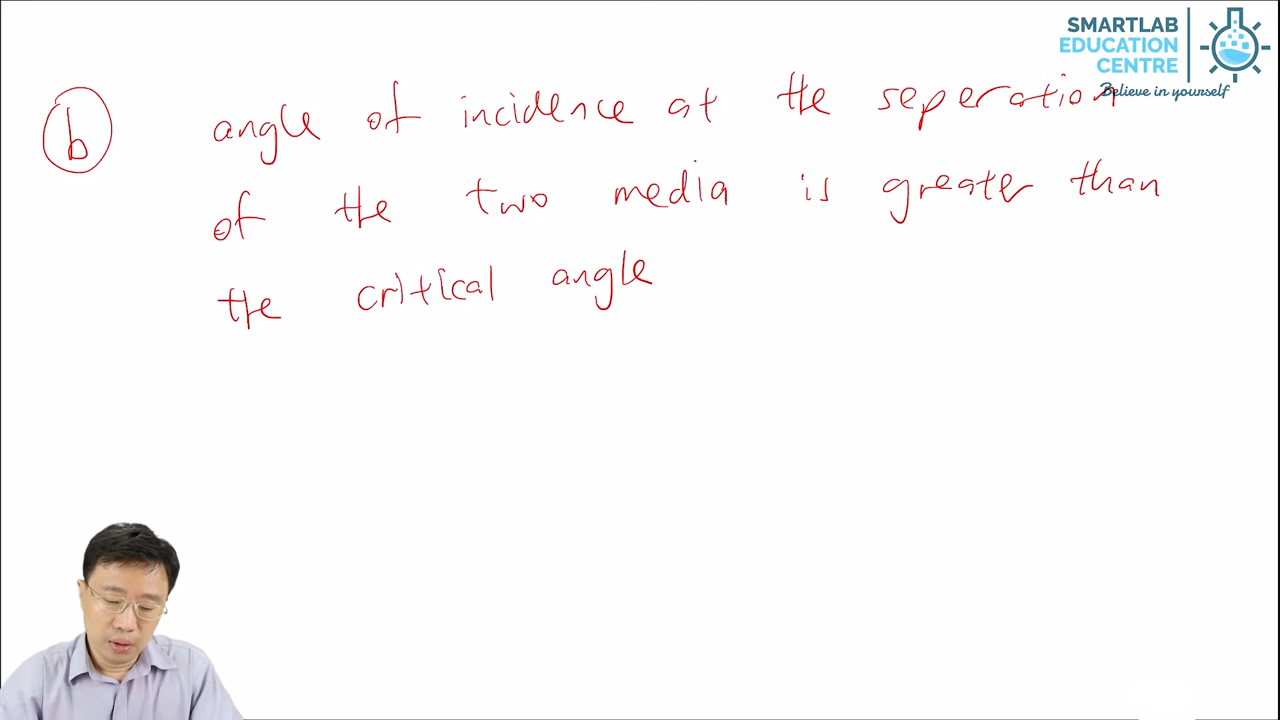 SMARTLAB
EDUCATION
CENTRE
Believe in yourself
b angle of incidence at the seperation
of the two media is greater than
the critical angle